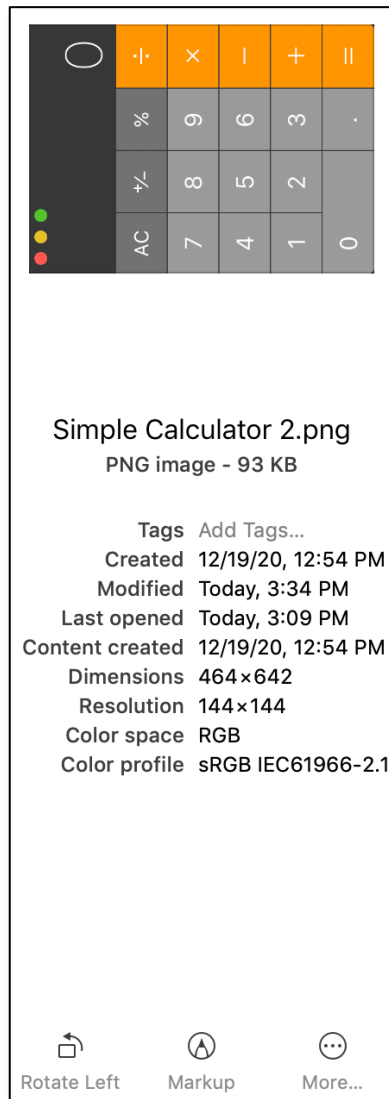 0
AC +/- % ÷
7 8 9 ×
4 5 6 −
1 2 3 +
0 . =
Simple Calculator 2.png
PNG image - 93 KB
Tags Add Tags...
Created 12/19/20, 12:54 PM
Modified Today, 3:34 PM
Last opened Today, 3:09 PM
Content created 12/19/20, 12:54 PM
Dimensions 464×642
Resolution 144×144
Color space RGB
Color profile sRGB IEC61966-2.1
Rotate Left Markup More...